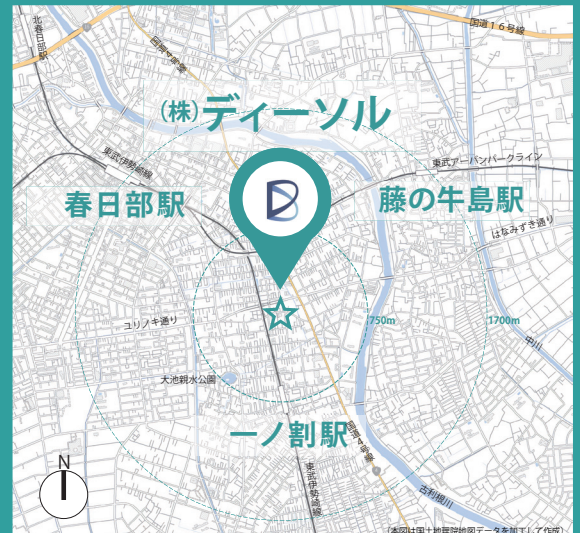 北春日部駅
国道4号線
国道16号線
(株)ディーソル
東武伊勢崎線
東武アーバンパークライン
春日部駅
藤の牛島駅
はなみずき通り
750m
1700m
ユリノキ通り
中川
大池親水公園
一ノ割駅
国道4号線
東武伊勢崎線
古利根川
N
(本図は国土地理院地図データを加工して作成)